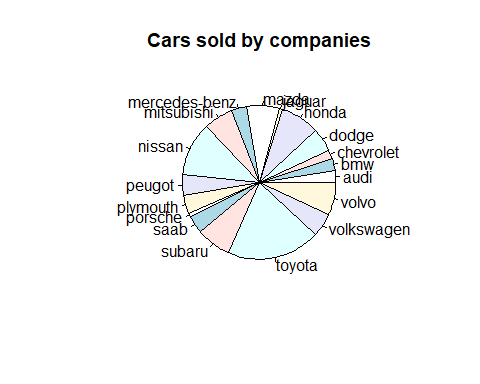 Cars sold by companies
mazda
jaguar
mercedes-benz
honda
mitsubishi
dodge
nissan
chevrolet
bmw
audi
peugot
volvo
plymouth
porsche
saab
volkswagen
subaru
toyota